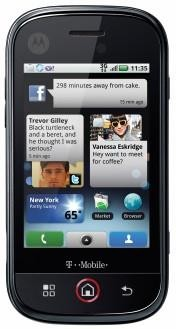 3G
11:35
298 minutes away from cake.
15 min ago
Trevor Gilley
Black turtleneck
and a beret, and
he thought I was
serious?
5 min ago
Vanessa Eskridge
Hey want to meet
for coffee?
New York
Partly Sunny
65°
Market
Browser
T··Mobile·